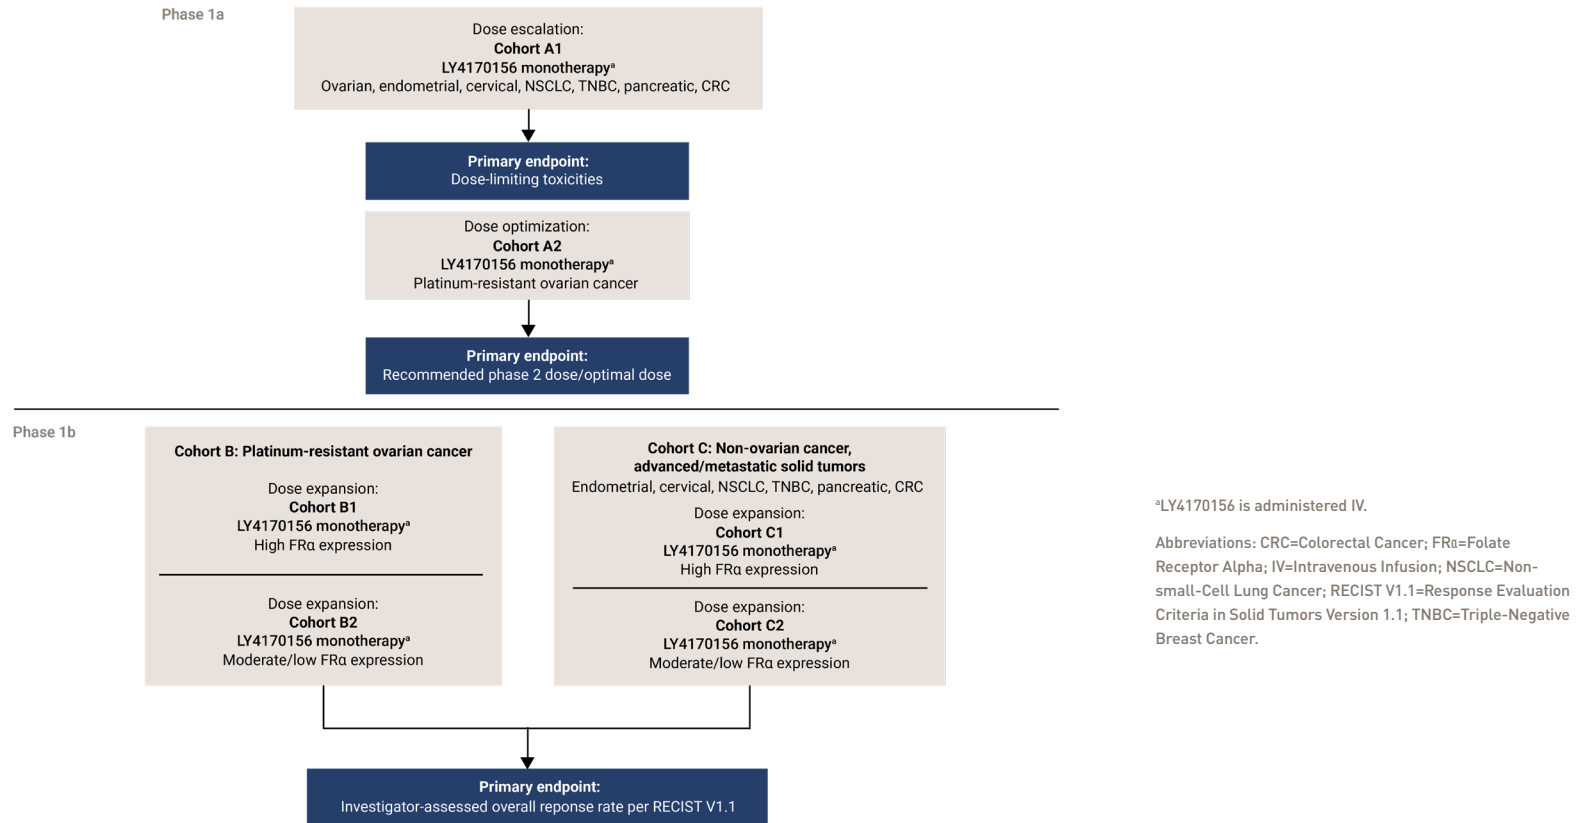 Phase 1a
Dose escalation:
Cohort A1
LY4170156 monotherapyᵃ
Ovarian, endometrial, cervical, NSCLC, TNBC, pancreatic, CRC
Primary endpoint:
Dose-limiting toxicities
Dose optimization:
Cohort A2
LY4170156 monotherapyᵃ
Platinum-resistant ovarian cancer
Primary endpoint:
Recommended phase 2 dose/optimal dose
Phase 1b
Cohort B: Platinum-resistant ovarian cancer
Dose expansion:
Cohort B1
LY4170156 monotherapyᵃ
High FRα expression
Dose expansion:
Cohort B2
LY4170156 monotherapyᵃ
Moderate/low FRα expression
Cohort C: Non-ovarian cancer,
advanced/metastatic solid tumors
Endometrial, cervical, NSCLC, TNBC, pancreatic, CRC
Dose expansion:
Cohort C1
LY4170156 monotherapyᵃ
High FRα expression
Dose expansion:
Cohort C2
LY4170156 monotherapyᵃ
Moderate/low FRα expression
Primary endpoint:
Investigator-assessed overall reponse rate per RECIST V1.1
ᵃLY4170156 is administered IV.
Abbreviations: CRC=Colorectal Cancer; FRα=Folate
Receptor Alpha; IV=Intravenous Infusion; NSCLC=Non-
small-Cell Lung Cancer; RECIST V1.1=Response Evaluation
Criteria in Solid Tumors Version 1.1; TNBC=Triple-Negative
Breast Cancer.